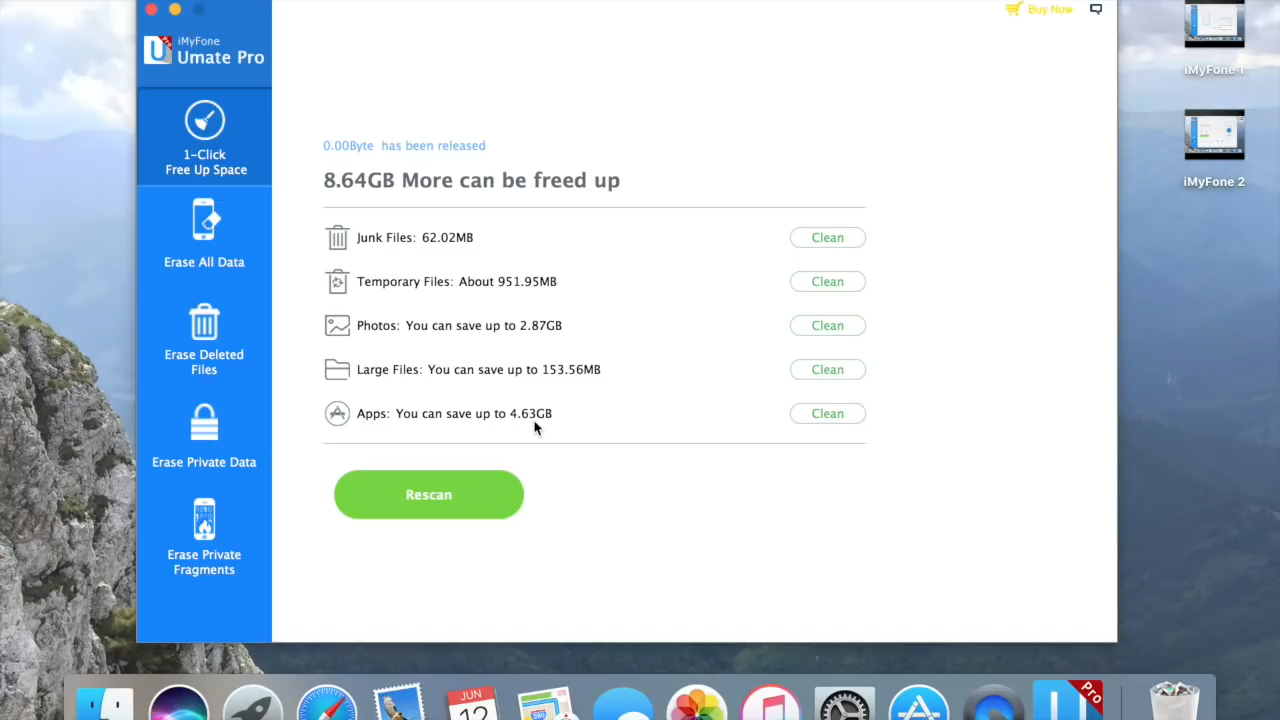 iMyFone
Umate Pro
Buy Now
iMyFone 1
1-Click
Free Up Space
Erase All Data
Erase Deleted
Files
Erase Private Data
Erase Private
Fragments
0.00Byte has been released
8.64GB More can be freed up
Junk Files: 62.02MB
Clean
Temporary Files: About 951.95MB
Clean
Photos: You can save up to 2.87GB
Clean
Large Files: You can save up to 153.56MB
Clean
Apps: You can save up to 4.63GB
Clean
Rescan
iMyFone 2
JUN
12
Pro